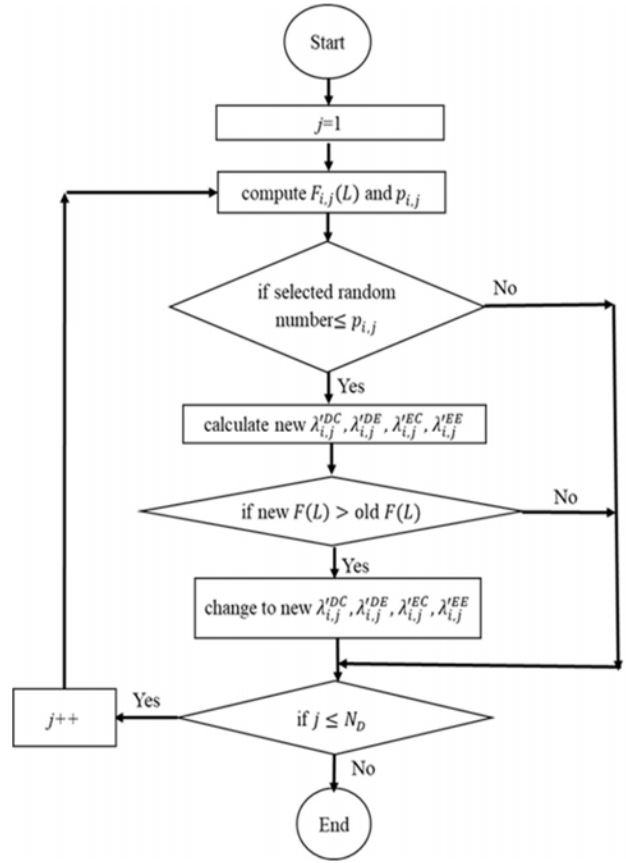 Start
j=1
compute F_{i,j}(L) and p_{i,j}
if selected random
number≤ p_{i,j}
No
Yes
calculate new λ'^{DC}_{i,j}, λ'^{DE}_{i,j}, λ'^{EC}_{i,j}, λ'^{EE}_{i,j}
if new F(L) > old F(L)
No
Yes
change to new λ'^{DC}_{i,j}, λ'^{DE}_{i,j}, λ'^{EC}_{i,j}, λ'^{EE}_{i,j}
j++
Yes
if j ≤ N_D
No
End